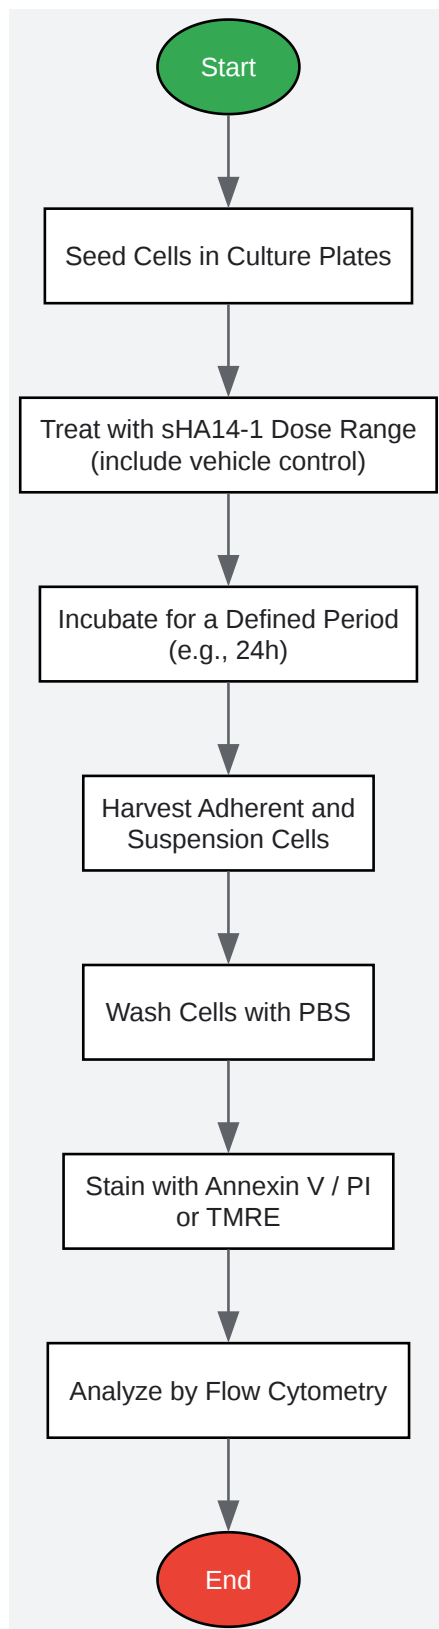 Start
Seed Cells in Culture Plates
Treat with sHA14-1 Dose Range
(include vehicle control)
Incubate for a Defined Period
(e.g., 24h)
Harvest Adherent and
Suspension Cells
Wash Cells with PBS
Stain with Annexin V / PI
or TMRE
Analyze by Flow Cytometry
End